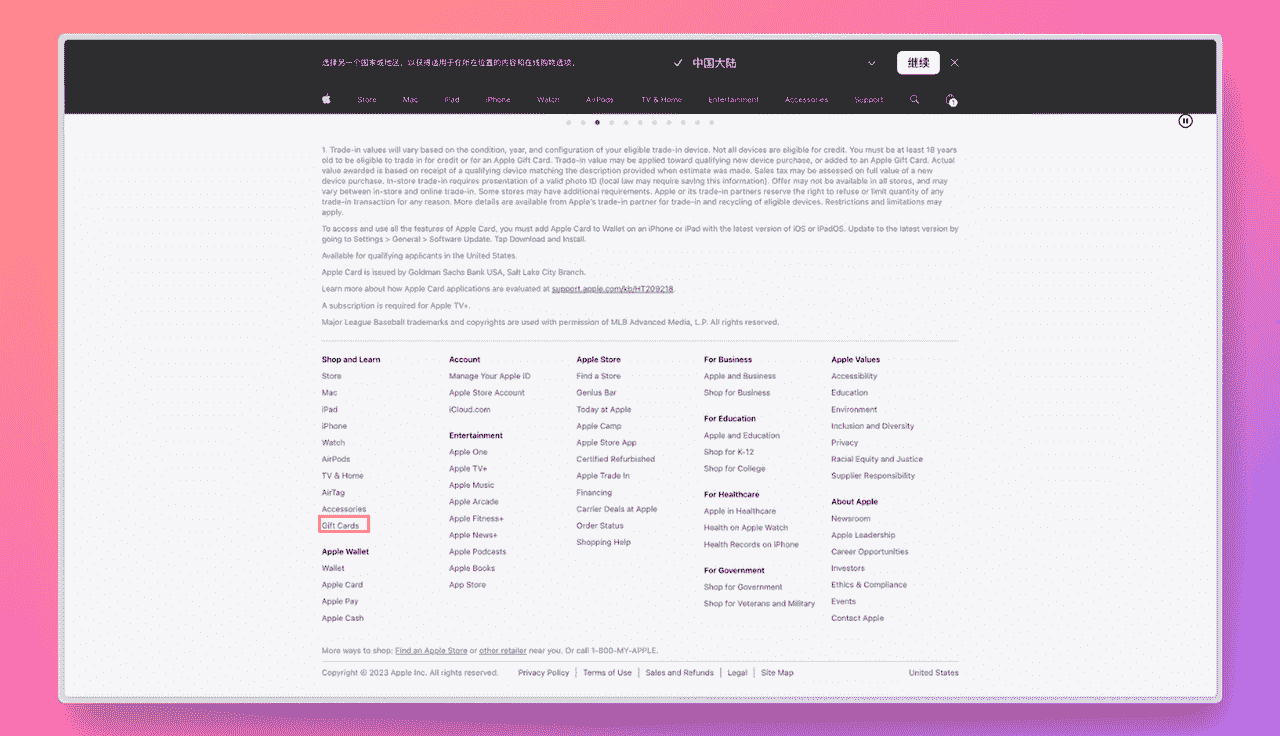 选择另一个国家或地区，以获得适用于你所在位置的内容和在线购物选项。
中国大陆
继续
Store Mac iPad iPhone Watch AirPods TV & Home Entertainment Accessories Support
1
1. Trade-in values will vary based on the condition, year, and configuration of your eligible trade-in device. Not all devices are eligible for credit. You must be at least 18 years
old to be eligible to trade in for credit or for an Apple Gift Card. Trade-in value may be applied toward qualifying new device purchase, or added to an Apple Gift Card. Actual
value awarded is based on receipt of a qualifying device matching the description provided when estimate was made. Sales tax may be assessed on full value of a new
device purchase. In-store trade-in requires presentation of a valid photo ID (local law may require saving this information). Offer may not be available in all stores, and may
vary between in-store and online trade-in. Some stores may have additional requirements. Apple or its trade-in partners reserve the right to refuse or limit quantity of any
trade-in transaction for any reason. More details are available from Apple's trade-in partner for trade-in and recycling of eligible devices. Restrictions and limitations may
apply.
To access and use all the features of Apple Card, you must add Apple Card to Wallet on an iPhone or iPad with the latest version of iOS or iPadOS. Update to the latest version by
going to Settings > General > Software Update. Tap Download and Install.
Available for qualifying applicants in the United States.
Apple Card is issued by Goldman Sachs Bank USA, Salt Lake City Branch.
Learn more about how Apple Card applications are evaluated at support.apple.com/kb/HT209218.
A subscription is required for Apple TV+.
Major League Baseball trademarks and copyrights are used with permission of MLB Advanced Media, L.P. All rights reserved.
Shop and Learn
Store
Mac
iPad
iPhone
Watch
AirPods
TV & Home
AirTag
Accessories
Gift Cards
Apple Wallet
Wallet
Apple Card
Apple Pay
Apple Cash
Account
Manage Your Apple ID
Apple Store Account
iCloud.com
Entertainment
Apple One
Apple TV+
Apple Music
Apple Arcade
Apple Fitness+
Apple News+
Apple Podcasts
Apple Books
App Store
Apple Store
Find a Store
Genius Bar
Today at Apple
Apple Camp
Apple Store App
Certified Refurbished
Apple Trade In
Financing
Carrier Deals at Apple
Order Status
Shopping Help
For Business
Apple and Business
Shop for Business
For Education
Apple and Education
Shop for K-12
Shop for College
For Healthcare
Apple in Healthcare
Health on Apple Watch
Health Records on iPhone
For Government
Shop for Government
Shop for Veterans and Military
Apple Values
Accessibility
Education
Environment
Inclusion and Diversity
Privacy
Racial Equity and Justice
Supplier Responsibility
About Apple
Newsroom
Apple Leadership
Career Opportunities
Investors
Ethics & Compliance
Events
Contact Apple
More ways to shop: Find an Apple Store or other retailer near you. Or call 1-800-MY-APPLE.
Copyright © 2023 Apple Inc. All rights reserved. Privacy Policy | Terms of Use | Sales and Refunds | Legal | Site Map United States